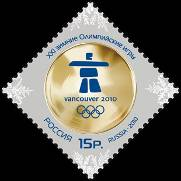 XXI зимние Олимпийские игры
vancouver 2010
РОССИЯ
RUSSIA • 2010
15Р.